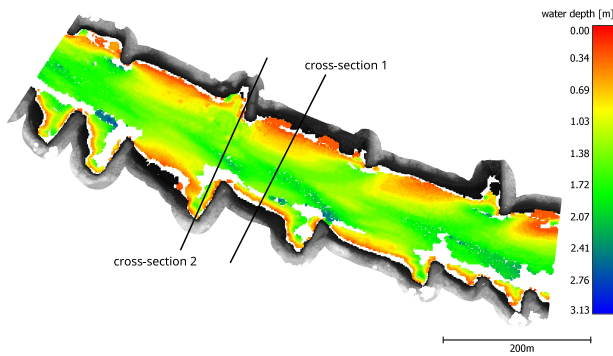 water depth [m]
0.00
0.34
0.69
1.03
1.38
1.72
2.07
2.41
2.76
3.13
cross-section 1
cross-section 2
200m